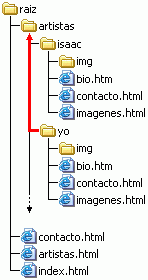 raiz
artistas
isaac
img
bio.htm
contacto.html
imagenes.html
yo
img
bio.htm
contacto.html
imagenes.html
contacto.html
artistas.html
index.html